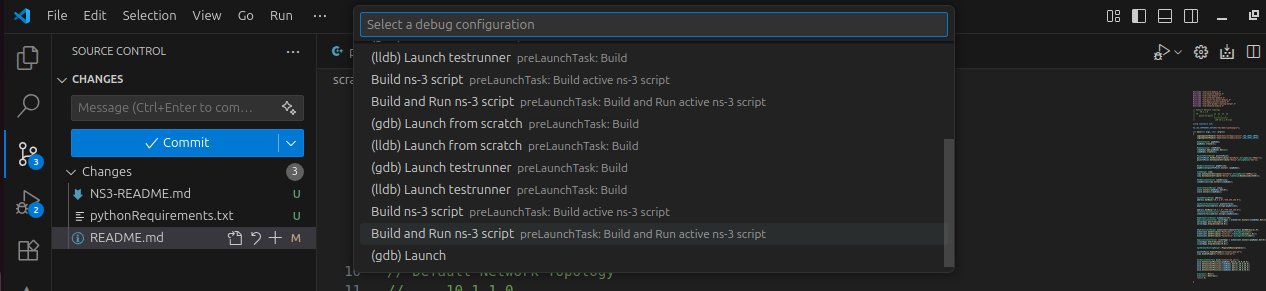 File Edit Selection View Go Run ...
Select a debug configuration
SOURCE CONTROL
CHANGES
Message (Ctrl+Enter to com...
Commit
Changes 3
NS3-README.md U
pythonRequirements.txt U
README.md M
3
2
(lldb) Launch testrunner preLaunchTask: Build
Build ns-3 script preLaunchTask: Build active ns-3 script
Build and Run ns-3 script preLaunchTask: Build and Run active ns-3 script
(gdb) Launch from scratch preLaunchTask: Build
(lldb) Launch from scratch preLaunchTask: Build
(gdb) Launch testrunner preLaunchTask: Build
(lldb) Launch testrunner preLaunchTask: Build
Build ns-3 script preLaunchTask: Build active ns-3 script
Build and Run ns-3 script preLaunchTask: Build and Run active ns-3 script
(gdb) Launch
10 // Default Network Topology
11 // 10.1.1.0